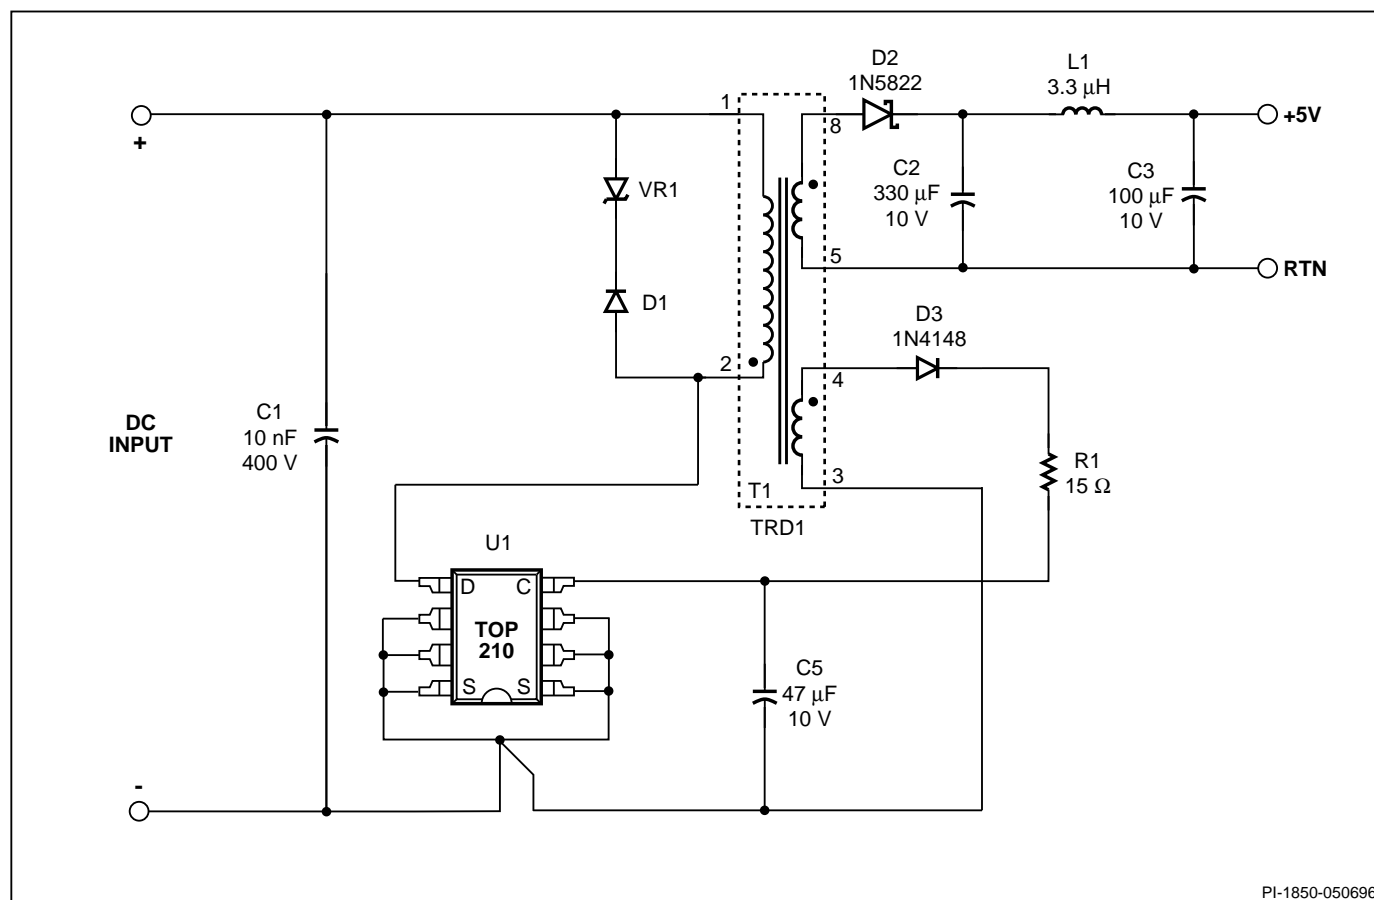 D2
1N5822
L1
3.3 µH
1
8
+5V
+
VR1
C2
330 µF
10 V
C3
100 µF
10 V
5
RTN
D1
D3
1N4148
2
4
DC
INPUT
C1
10 nF
400 V
R1
15 Ω
3
T1
TRD1
U1
D
C
TOP
210
S
S
C5
47 µF
10 V
-
PI-1850-050696